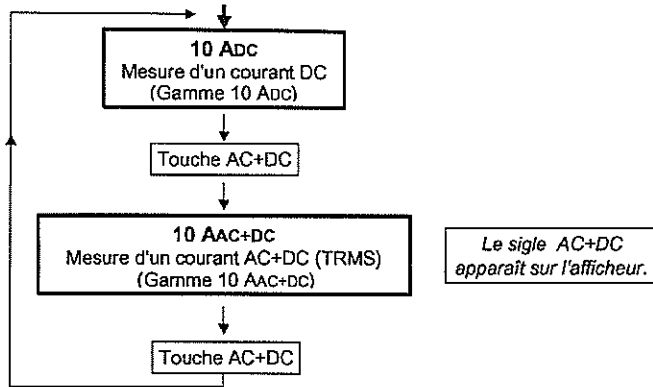 10 ADC
Mesure d'un courant DC
(Gamme 10 ADC)
Touche AC+DC
10 AAC+DC
Mesure d'un courant AC+DC (TRMS)
(Gamme 10 AAC+DC)
Le sigle AC+DC
apparaît sur l'afficheur.
Touche AC+DC